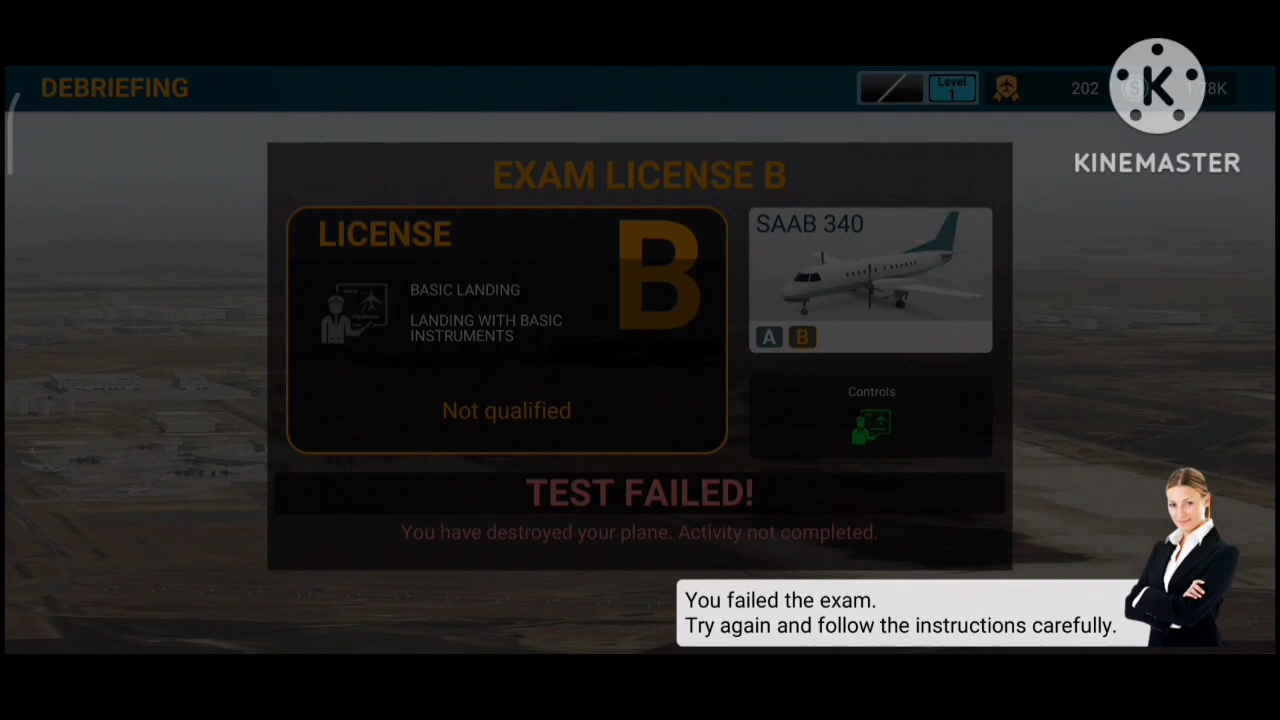 DEBRIEFING
Level
1
202
1.78K
K
KINEMASTER
EXAM LICENSE B
LICENSE
B
BASIC LANDING
LANDING WITH BASIC
INSTRUMENTS
Not qualified
SAAB 340
A B
Controls
TEST FAILED!
You have destroyed your plane. Activity not completed.
You failed the exam.
Try again and follow the instructions carefully.